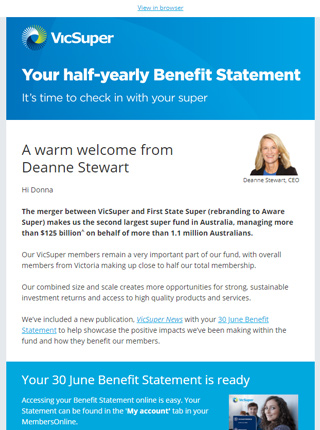 View in browser
VicSuper
Your half-yearly Benefit Statement
It's time to check in with your super
A warm welcome from
Deanne Stewart
Deanne Stewart, CEO
Hi Donna
The merger between VicSuper and First State Super (rebranding to Aware
Super) makes us the second largest super fund in Australia, managing more
than $125 billion^ on behalf of more than 1.1 million Australians.
Our VicSuper members remain a very important part of our fund, with overall
members from Victoria making up close to half our total membership.
Our combined size and scale creates more opportunities for strong, sustainable
investment returns and access to high quality products and services.
We've included a new publication, VicSuper News with your 30 June Benefit
Statement to help showcase the positive impacts we've been making within the
fund and how they benefit our members.
Your 30 June Benefit Statement is ready
Accessing your Benefit Statement online is easy. Your
Statement can be found in the 'My account' tab in your
MembersOnline.